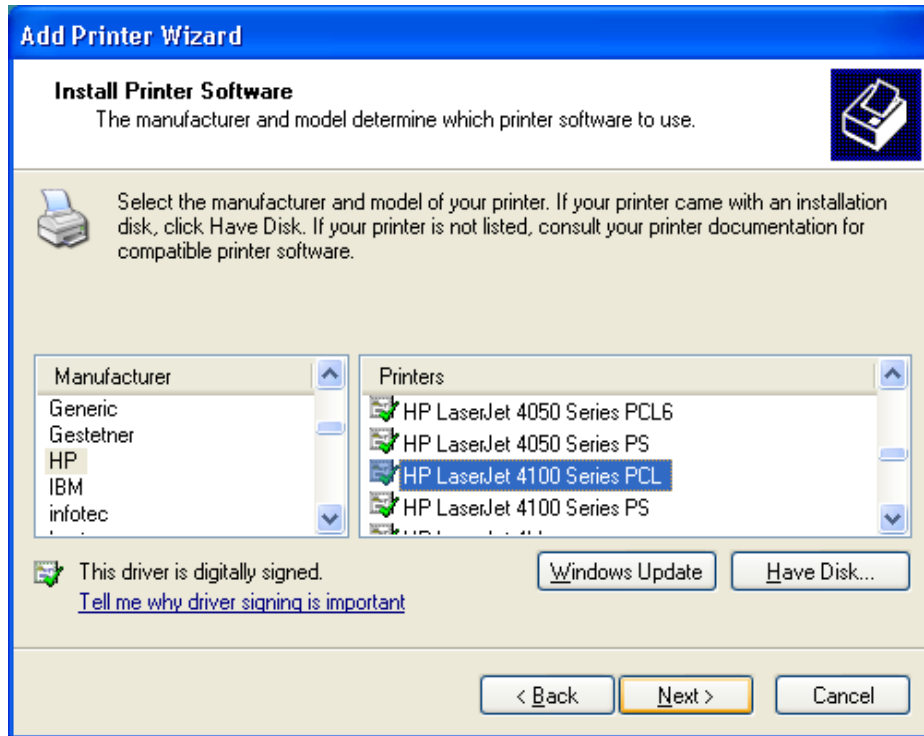 Add Printer Wizard
Install Printer Software
The manufacturer and model determine which printer software to use.
Select the manufacturer and model of your printer. If your printer came with an installation
disk, click Have Disk. If your printer is not listed, consult your printer documentation for
compatible printer software.
Manufacturer
Generic
Gestetner
HP
IBM
infotec
Printers
HP LaserJet 4050 Series PCL6
HP LaserJet 4050 Series PS
HP LaserJet 4100 Series PCL
HP LaserJet 4100 Series PS
This driver is digitally signed.
Tell me why driver signing is important
Windows Update
Have Disk...
< Back
Next >
Cancel